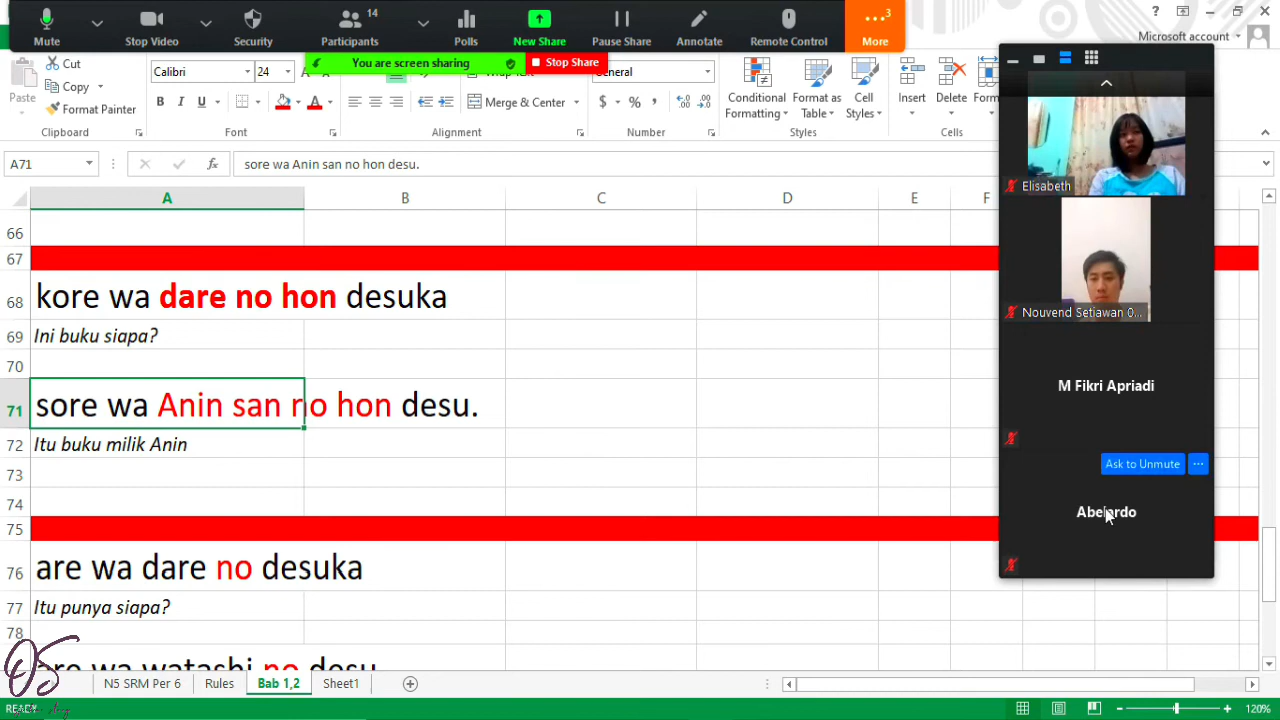 14
3
Mute
Stop Video
Security
Participants
Polls
New Share
Pause Share
Annotate
Remote Control
More
You are screen sharing
Stop Share
Microsoft account
Paste
Cut
Copy
Format Painter
Clipboard
Calibri
24
B I U
A
Font
Merge & Center
Alignment
General
$ % ,
Number
Conditional Formatting
Format as Table
Cell Styles
Styles
Insert
Delete
Cells
A71
fx
sore wa Anin san no hon desu.
A B C D E F
66
67
68 kore wa dare no hon desuka
69 Ini buku siapa?
70
71 sore wa Anin san no hon desu.
72 Itu buku milik Anin
73
74
75
76 are wa dare no desuka
77 Itu punya siapa?
78
are wa watashi no desu
Elisabeth
Nouvend Setiawan 0...
M Fikri Apriadi
Ask to Unmute ...
Abelardo
N5 SRM Per 6
Rules
Bab 1,2
Sheet1
READY
120%